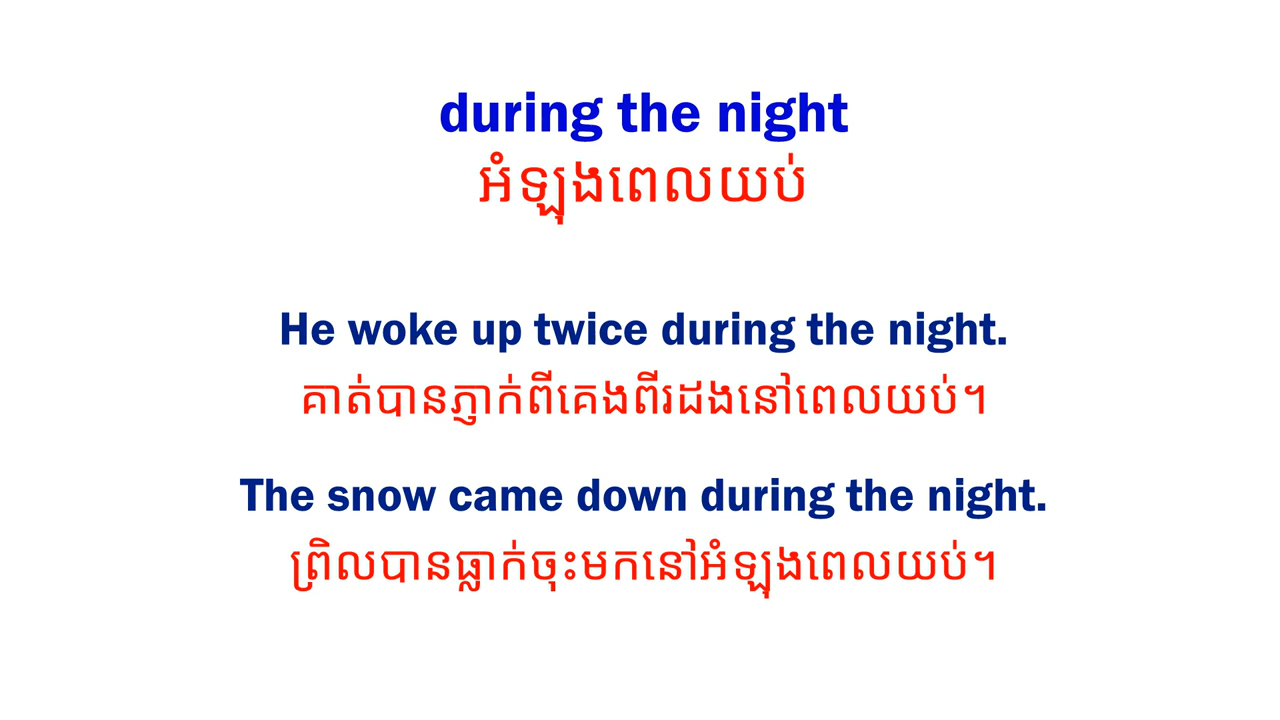 during the night
អំឡុងពេលយប់
He woke up twice during the night.
គាត់បានភ្ញាក់ពីគេងពីរដងនៅពេលយប់។
The snow came down during the night.
ព្រិលបានធ្លាក់ចុះមកនៅអំឡុងពេលយប់។